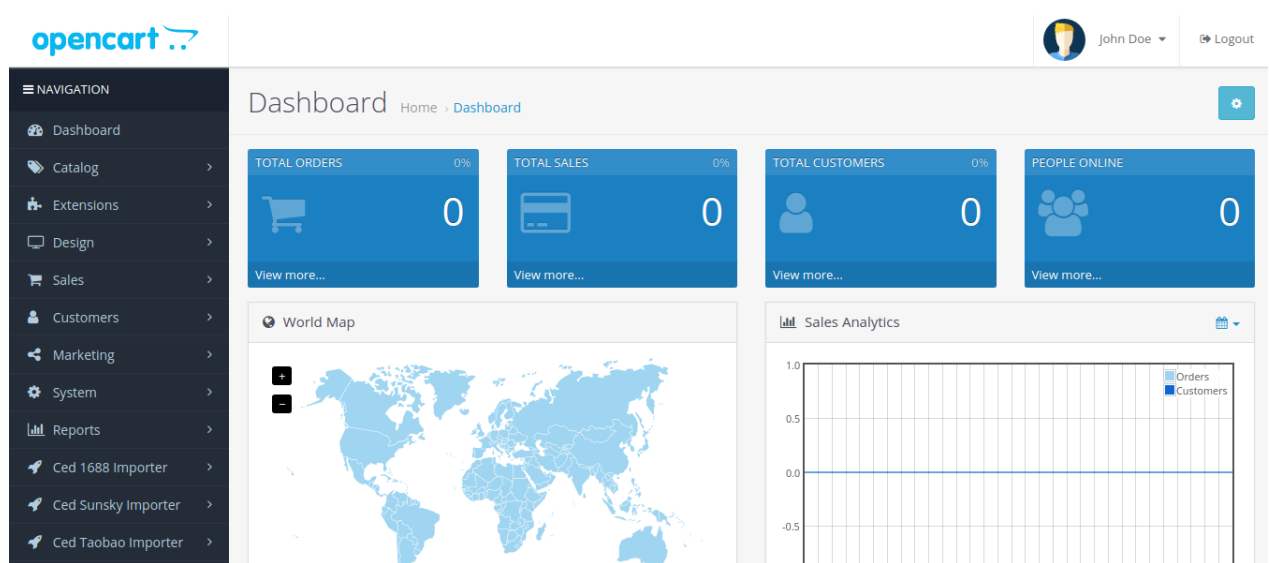 opencart
John Doe
Logout
NAVIGATION
Dashboard
Catalog
Extensions
Design
Sales
Customers
Marketing
System
Reports
Ced 1688 Importer
Ced Sunsky Importer
Ced Taobao Importer
Dashboard Home › Dashboard
TOTAL ORDERS 0%
0
View more...
TOTAL SALES 0%
0
View more...
TOTAL CUSTOMERS 0%
0
View more...
PEOPLE ONLINE
0
View more...
World Map
+
-
Sales Analytics
1.0
0.5
0.0
-0.5
Orders
Customers